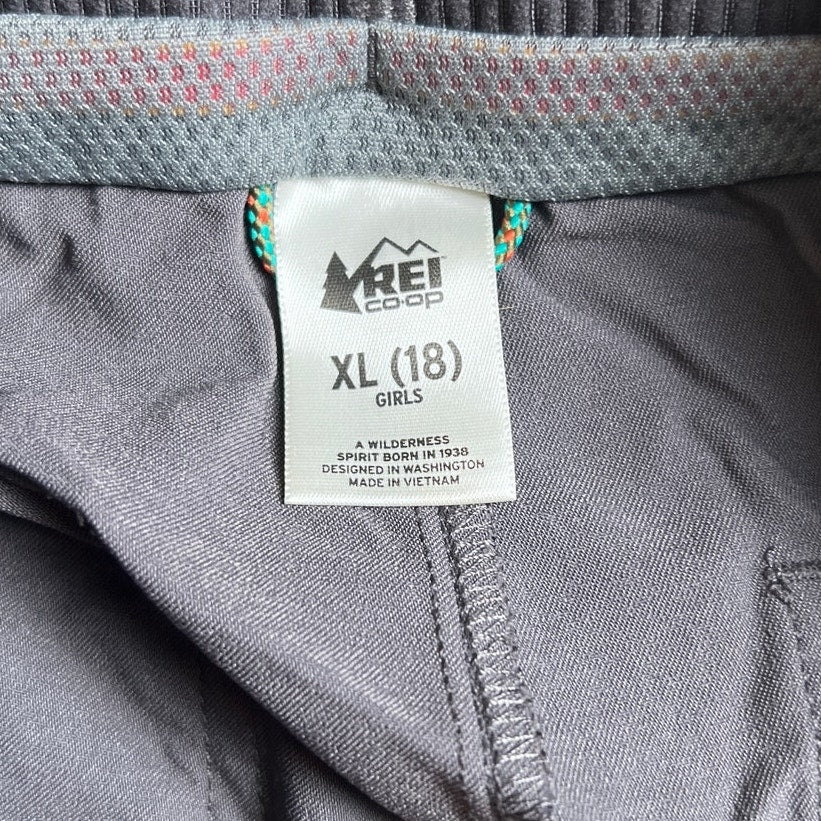 REI
co·op
XL (18)
GIRLS
A WILDERNESS
SPIRIT BORN IN 1938
DESIGNED IN WASHINGTON
MADE IN VIETNAM